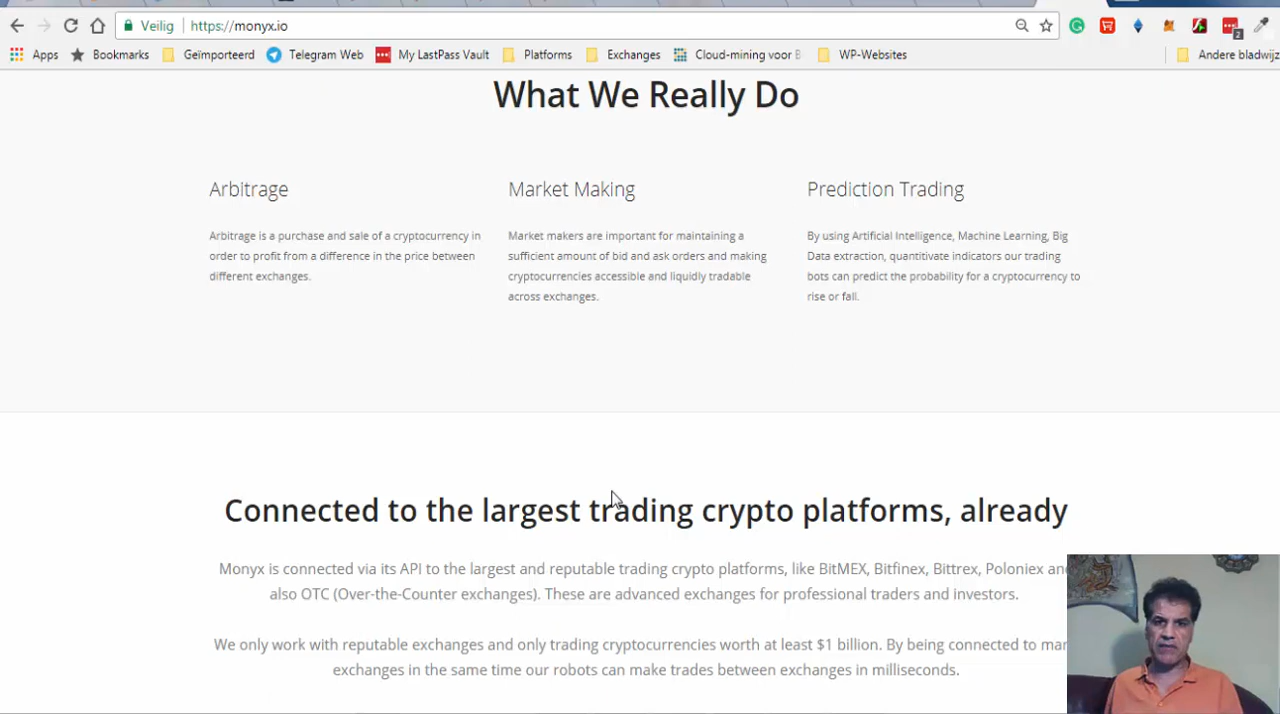 Veilig https://monyx.io
2
Apps Bookmarks Geïmporteerd Telegram Web My LastPass Vault Platforms Exchanges Cloud-mining voor B WP-Websites Andere bladwijz
What We Really Do
Arbitrage
Arbitrage is a purchase and sale of a cryptocurrency in
order to profit from a difference in the price between
different exchanges.
Market Making
Market makers are important for maintaining a
sufficient amount of bid and ask orders and making
cryptocurrencies accessible and liquidly tradable
across exchanges.
Prediction Trading
By using Artificial Intelligence, Machine Learning, Big
Data extraction, quantitivate indicators our trading
bots can predict the probability for a cryptocurrency to
rise or fall.
Connected to the largest trading crypto platforms, already
Monyx is connected via its API to the largest and reputable trading crypto platforms, like BitMEX, Bitfinex, Bittrex, Poloniex and
also OTC (Over-the-Counter exchanges). These are advanced exchanges for professional traders and investors.
We only work with reputable exchanges and only trading cryptocurrencies worth at least $1 billion. By being connected to man
exchanges in the same time our robots can make trades between exchanges in milliseconds.